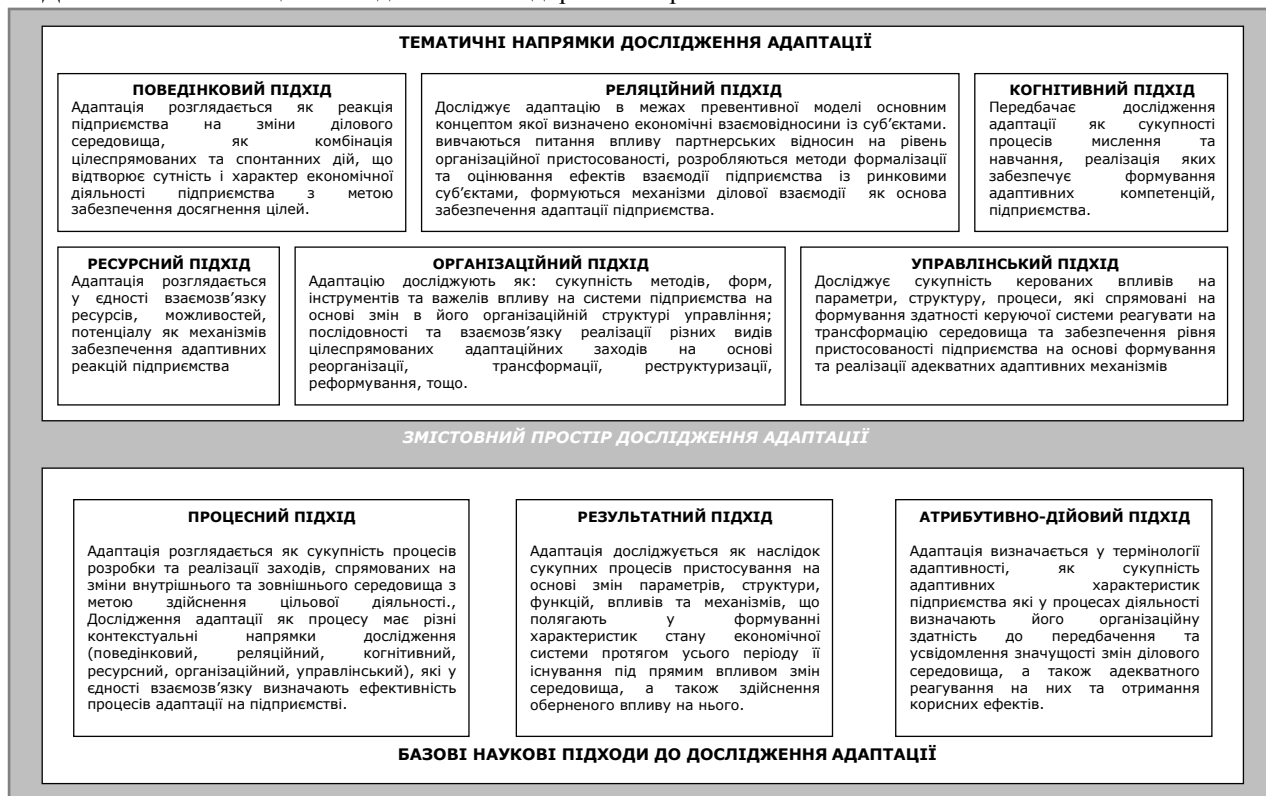 ТЕМАТИЧНІ НАПРЯМКИ ДОСЛІДЖЕННЯ АДАПТАЦІЇ
ПОВЕДІНКОВИЙ ПІДХІД
Адаптація розглядається як реакція
підприємства на зміни ділового
середовища, як комбінація
цілеспрямованих та спонтанних дій, що
відтворює сутність і характер економічної
діяльності підприємства з метою
забезпечення досягнення цілей.
РЕЛЯЦІЙНИЙ ПІДХІД
Досліджує адаптацію в межах превентивної моделі основним
концептом якої визначено економічні взаємовідносини із суб’єктами.
вивчаються питання впливу партнерських відносин на рівень
організаційної пристосованості, розробляються методи формалізації
та оцінювання ефектів взаємодії підприємства із ринковими
суб’єктами, формуються механізми ділової взаємодії як основа
забезпечення адаптації підприємства.
КОГНІТИВНИЙ ПІДХІД
Передбачає дослідження
адаптації як сукупності
процесів мислення та
навчання, реалізація яких
забезпечує формування
адаптивних компетенцій,
підприємства.
РЕСУРСНИЙ ПІДХІД
Адаптація розглядається
у єдності взаємозв’язку
ресурсів, можливостей,
потенціалу як механізмів
забезпечення адаптивних
реакцій підприємства
ОРГАНІЗАЦІЙНИЙ ПІДХІД
Адаптацію досліджують як: сукупність методів, форм,
інструментів та важелів впливу на системи підприємства на
основі змін в його організаційній структурі управління;
послідовності та взаємозв’язку реалізації різних видів
цілеспрямованих адаптаційних заходів на основі
реорганізації, трансформації, реструктуризації,
реформування, тощо.
УПРАВЛІНСЬКИЙ ПІДХІД
Досліджує сукупність керованих впливів на
параметри, структуру, процеси, які спрямовані на
формування здатності керуючої системи реагувати на
трансформацію середовища та забезпечення рівня
пристосованості підприємства на основі формування
та реалізації адекватних адаптивних механізмів
ЗМІСТОВНИЙ ПРОСТІР ДОСЛІДЖЕННЯ АДАПТАЦІЇ
ПРОЦЕСНИЙ ПІДХІД
Адаптація розглядається як сукупність процесів
розробки та реалізації заходів, спрямованих на
зміни внутрішнього та зовнішнього середовища з
метою здійснення цільової діяльності.,
Дослідження адаптації як процесу має різні
контекстуальні напрямки дослідження
(поведінковий, реляційний, когнітивний,
ресурсний, організаційний, управлінський), які у
єдності взаємозв’язку визначають ефективність
процесів адаптації на підприємстві.
РЕЗУЛЬТАТНИЙ ПІДХІД
Адаптація досліджується як наслідок
сукупних процесів пристосування на
основі змін параметрів, структури,
функцій, впливів та механізмів, що
полягають у формуванні
характеристик стану економічної
системи протягом усього періоду її
існування під прямим впливом змін
середовища, а також здійснення
оберненого впливу на нього.
АТРИБУТИВНО-ДІЙОВИЙ ПІДХІД
Адаптація визначається у термінології
адаптивності, як сукупність
адаптивних характеристик
підприємства які у процесах діяльності
визначають його організаційну
здатність до передбачення та
усвідомлення значущості змін ділового
середовища, а також адекватного
реагування на них та отримання
корисних ефектів.
БАЗОВІ НАУКОВІ ПІДХОДИ ДО ДОСЛІДЖЕННЯ АДАПТАЦІЇ